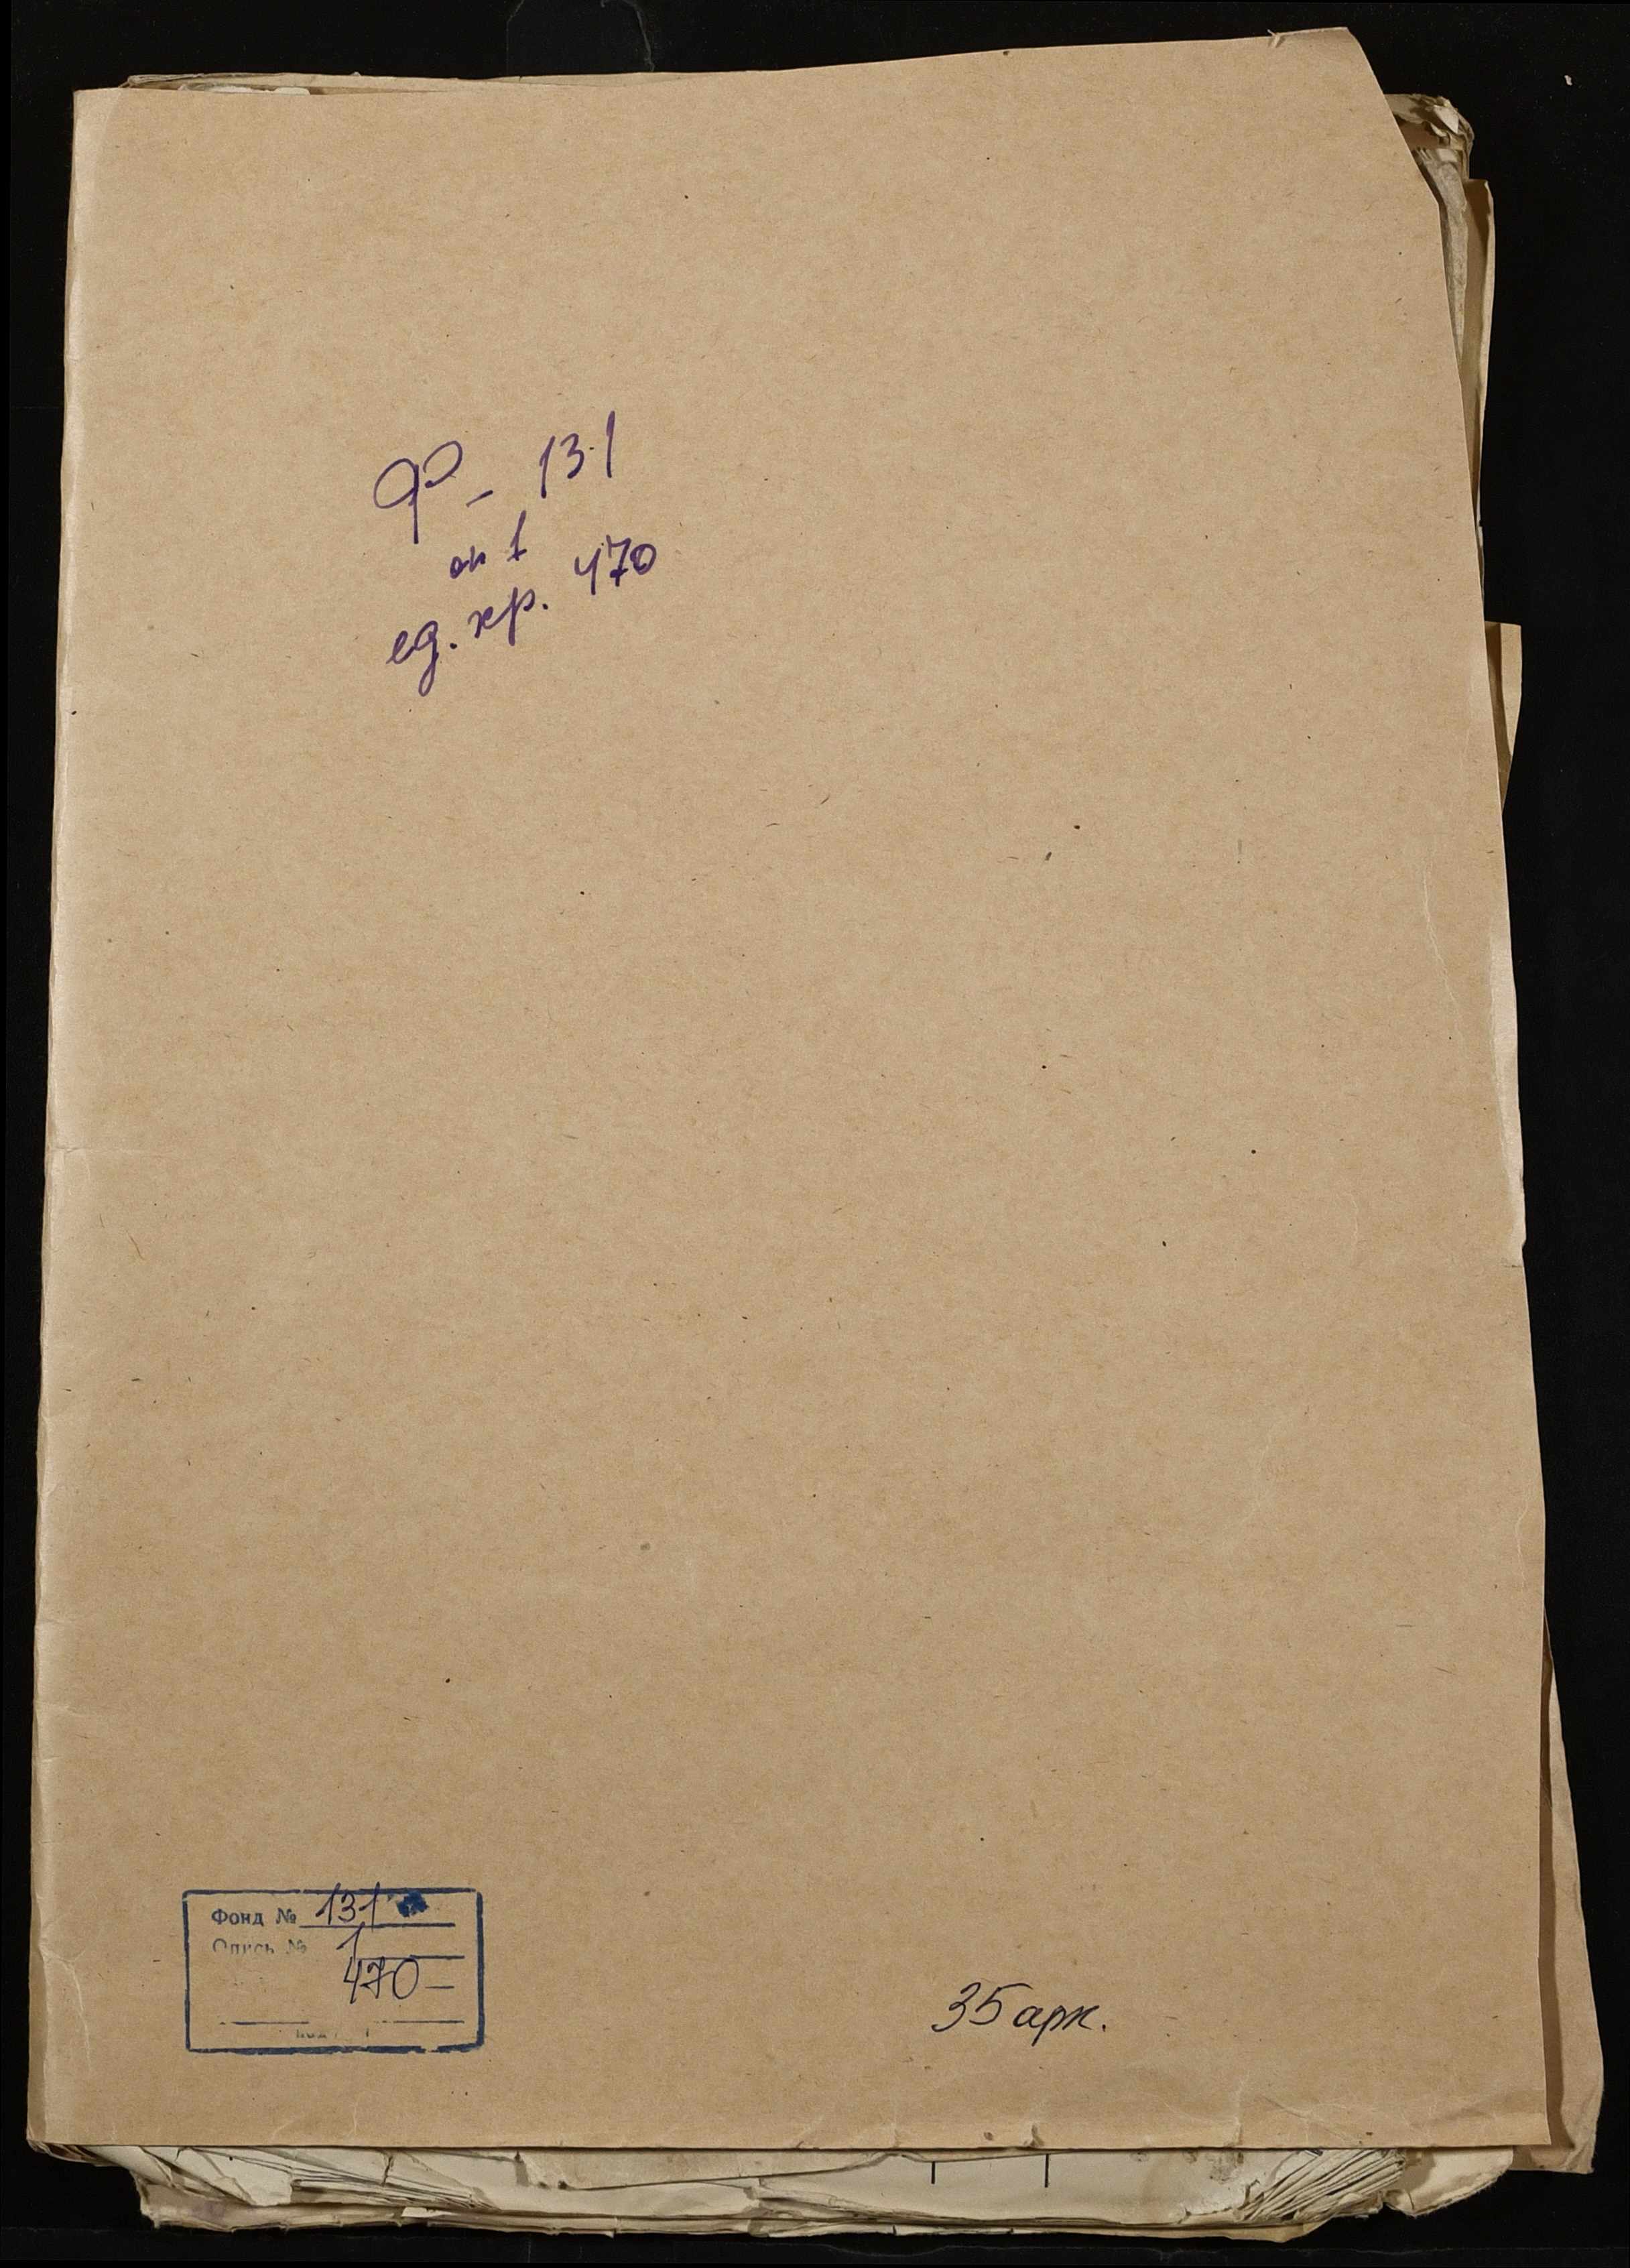 Ф - 131
оп 1
ед. хр. 470
Фонд № 131
Опись № 1
470 -
35 арк.